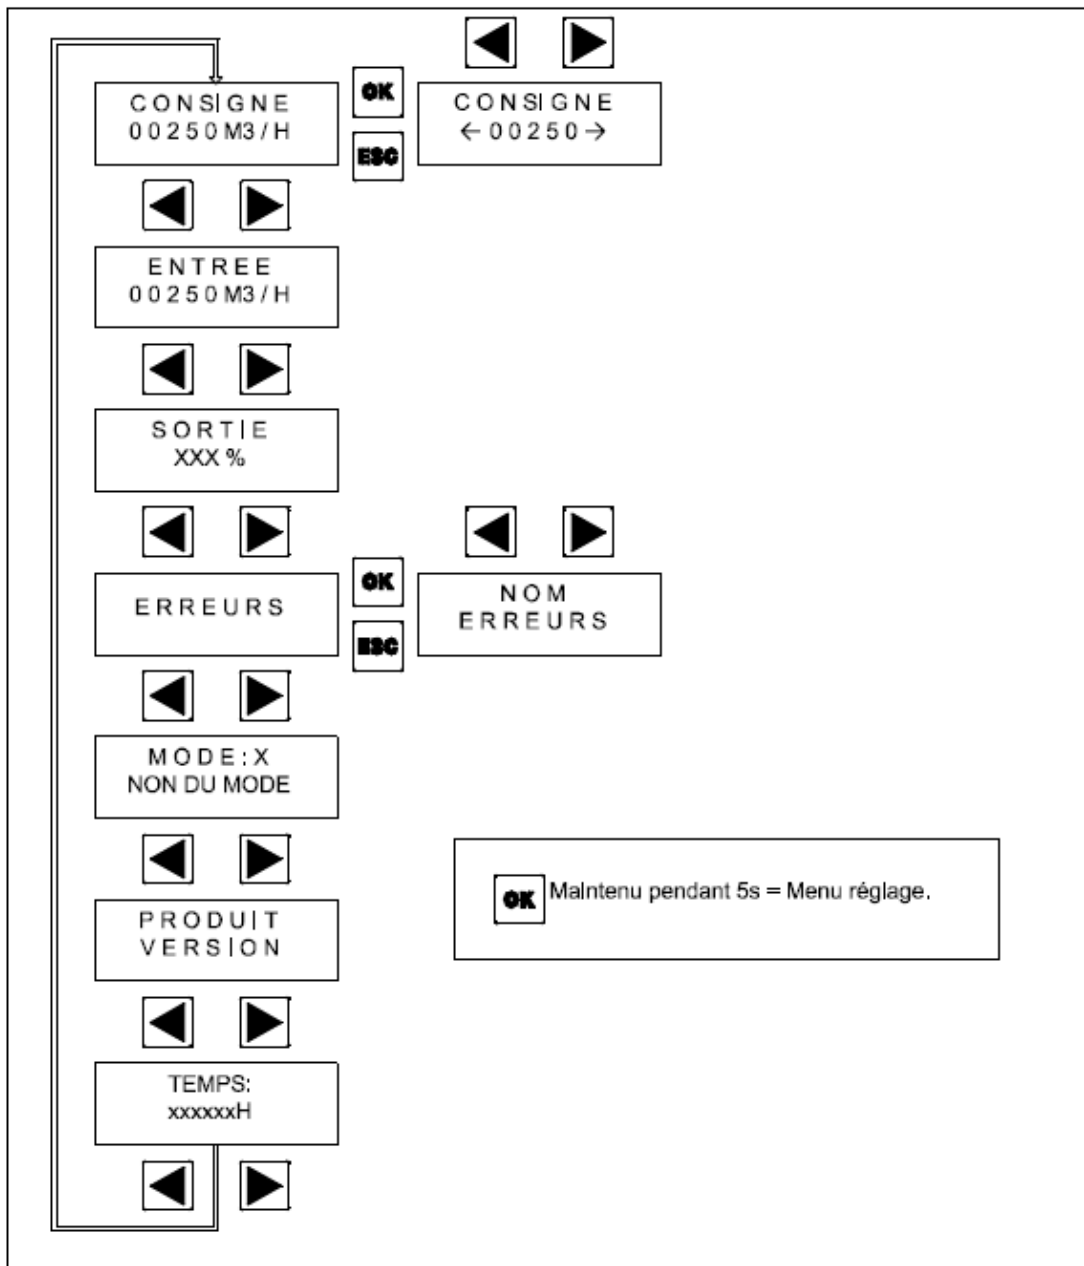 CONSIGNE
00250M3/H
OK
ESC
CONSIGNE
←00250→
ENTREE
00250M3/H
SORTIE
XXX %
ERREURS
OK
ESC
NOM
ERREURS
MODE:X
NON DU MODE
PRODUIT
VERSION
OK Maintenu pendant 5s = Menu réglage.
TEMPS:
xxxxxxH